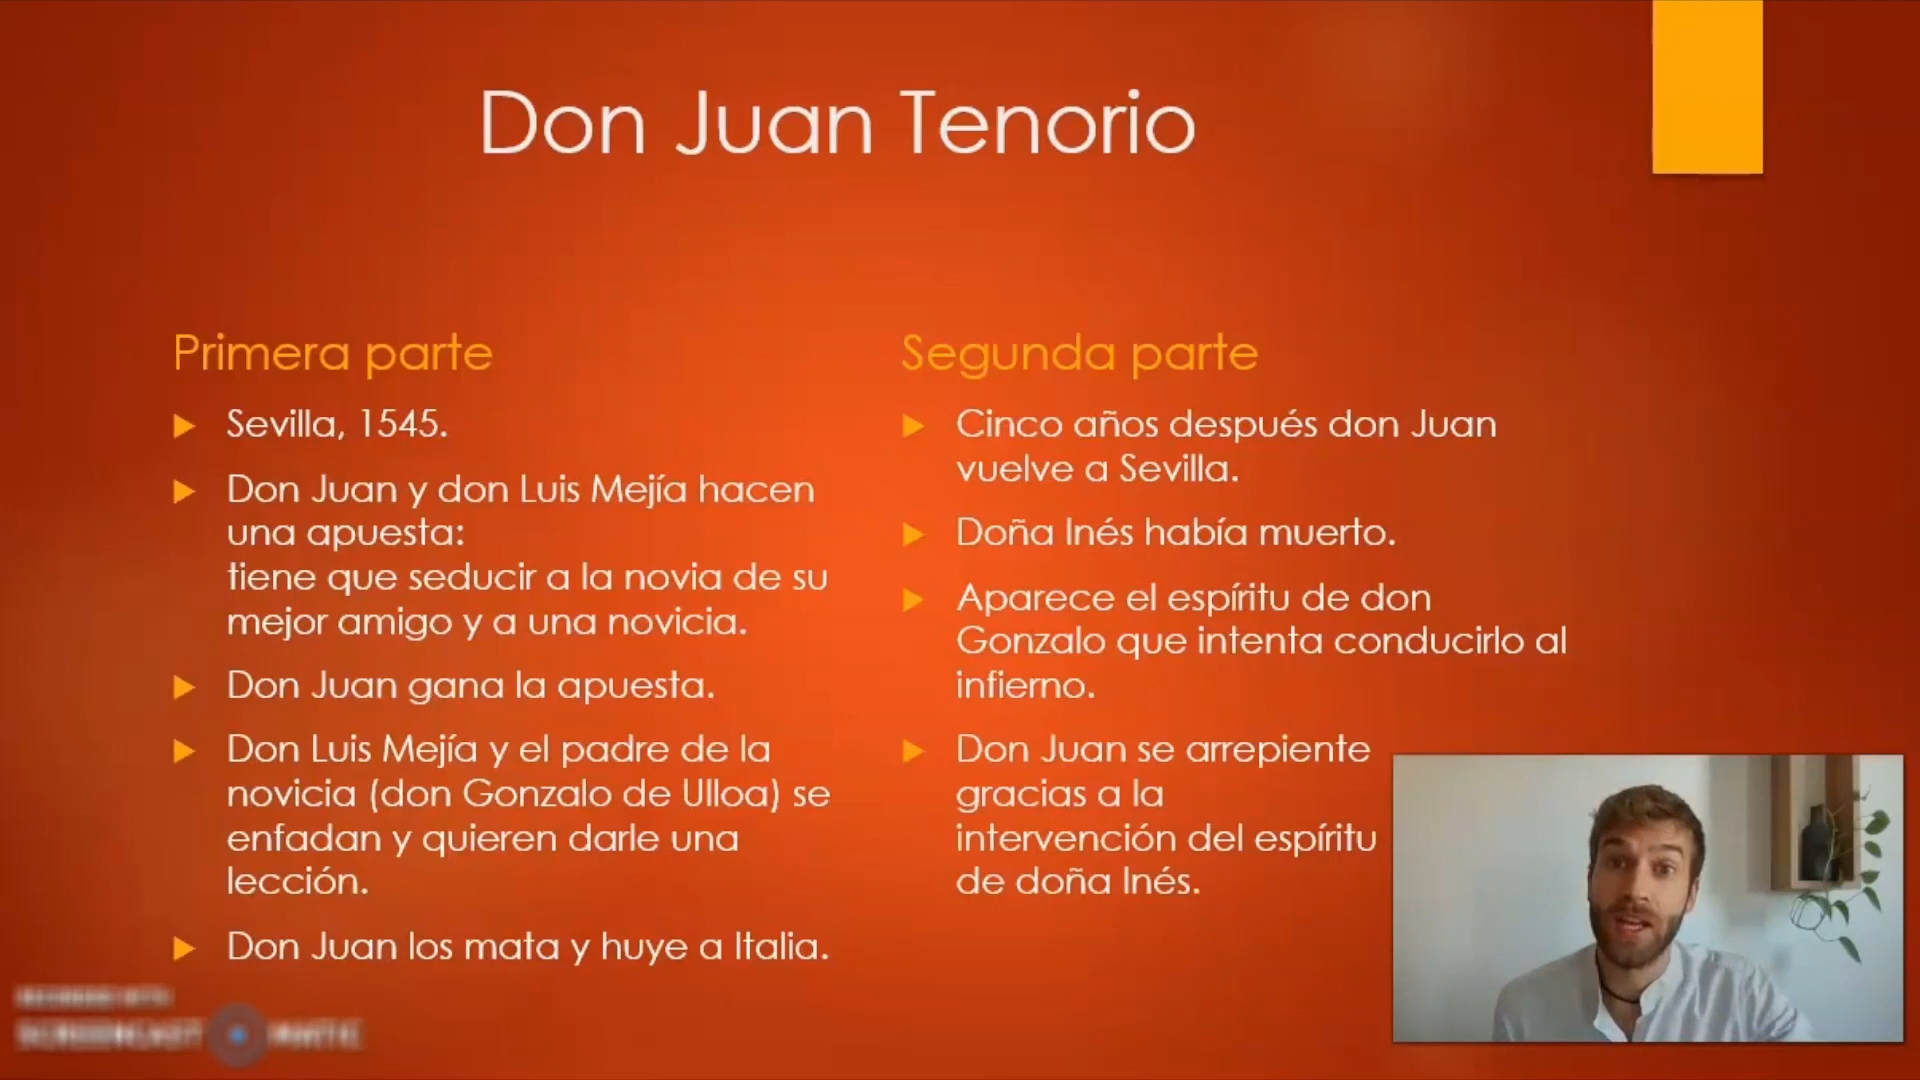 Don Juan Tenorio
Primera parte
Sevilla, 1545.
Don Juan y don Luis Mejía hacen
una apuesta:
tiene que seducir a la novia de su
mejor amigo y a una novicia.
Don Juan gana la apuesta.
Don Luis Mejía y el padre de la
novicia (don Gonzalo de Ulloa) se
enfadan y quieren darle una
lección.
Don Juan los mata y huye a Italia.
Segunda parte
Cinco años después don Juan
vuelve a Sevilla.
Doña Inés había muerto.
Aparece el espíritu de don
Gonzalo que intenta conducirlo al
infierno.
Don Juan se arrepiente
gracias a la
intervención del espíritu
de doña Inés.